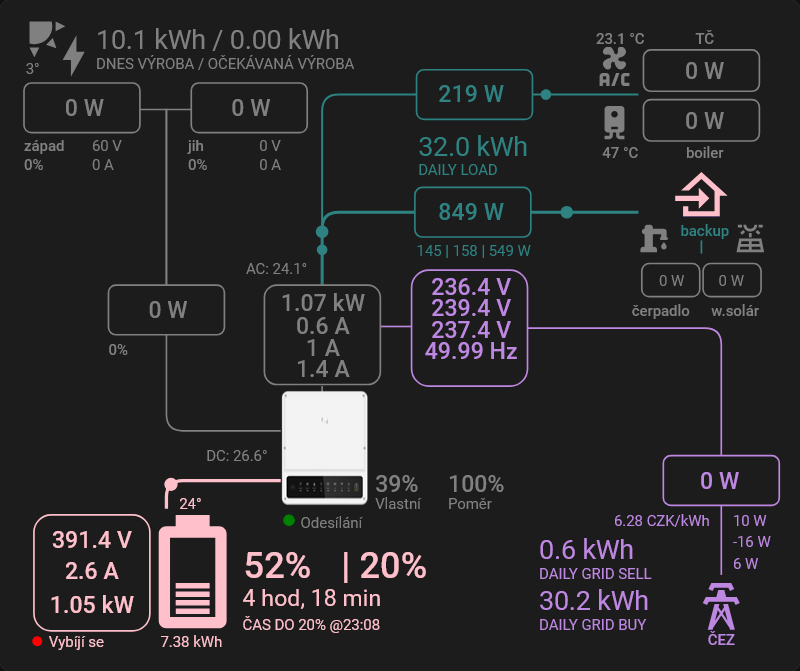 10.1 kWh / 0.00 kWh
DNES VÝROBA / OČEKÁVANÁ VÝROBA
3°
0 W
0 W
západ 60 V
0% 0 A
jih 0 V
0% 0 A
219 W
32.0 kWh
DAILY LOAD
849 W
145 | 158 | 549 W
23.1 °C
A/C
TČ
0 W
0 W
47 °C
boiler
backup
|
0 W
0 W
čerpadlo
w.solár
AC: 24.1°
0 W
0%
1.07 kW
0.6 A
1 A
1.4 A
236.4 V
239.4 V
237.4 V
49.99 Hz
DC: 26.6°
39%
Vlastní
100%
Poměr
Odesílání
0 W
6.28 CZK/kWh
10 W
-16 W
6 W
0.6 kWh
DAILY GRID SELL
30.2 kWh
DAILY GRID BUY
ČEZ
24°
391.4 V
2.6 A
1.05 kW
Vybíjí se
7.38 kWh
52% | 20%
4 hod, 18 min
ČAS DO 20% @23:08